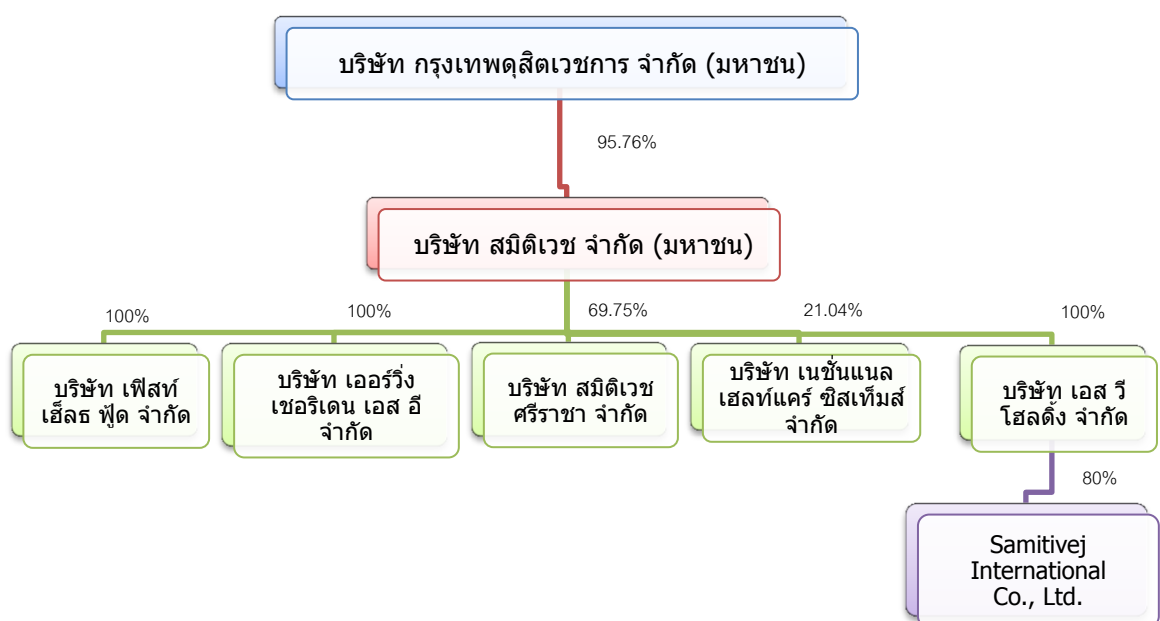 บริษัท กรุงเทพดุสิตเวชการ จำกัด (มหาชน)
95.76%
บริษัท สมิติเวช จำกัด (มหาชน)
100%
100%
69.75%
21.04%
100%
บริษัท เฟิสท์
เฮ็ลธ ฟู้ด จำกัด
บริษัท เออร์วิ่ง
เชอริเดน เอส อี
จำกัด
บริษัท สมิติเวช
ศรีราชา จำกัด
บริษัท เนชั่นแนล
เฮลท์แคร์ ซิสเท็มส์
จำกัด
บริษัท เอส วี
โฮลดิ้ง จำกัด
80%
Samitivej
International
Co., Ltd.